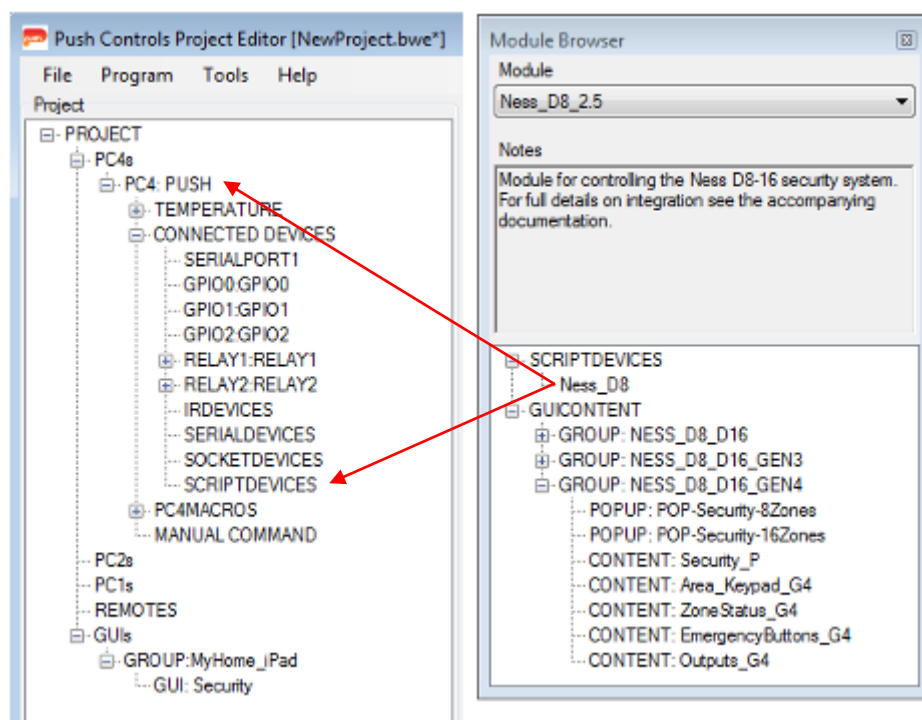 Push Controls Project Editor [NewProject.bwe*]
File Program Tools Help
Project
PROJECT
PC4s
PC4: PUSH
TEMPERATURE
CONNECTED DEVICES
SERIALPORT1
GPIO0:GPIO0
GPIO1:GPIO1
GPIO2:GPIO2
RELAY1:RELAY1
RELAY2:RELAY2
IRDEVICES
SERIALDEVICES
SOCKETDEVICES
SCRIPTDEVICES
PC4MACROS
MANUAL COMMAND
PC2s
PC1s
REMOTES
GUIs
GROUP:MyHome_iPad
GUI: Security
Module Browser
Module
Ness_D8_2.5
Notes
Module for controlling the Ness D8-16 security system.
For full details on integration see the accompanying
documentation.
SCRIPTDEVICES
Ness_D8
GUICONTENT
GROUP: NESS_D8_D16
GROUP: NESS_D8_D16_GEN3
GROUP: NESS_D8_D16_GEN4
POPUP: POP-Security-8Zones
POPUP: POP-Security-16Zones
CONTENT: Security_P
CONTENT: Area_Keypad_G4
CONTENT: ZoneStatus_G4
CONTENT: EmergencyButtons_G4
CONTENT: Outputs_G4